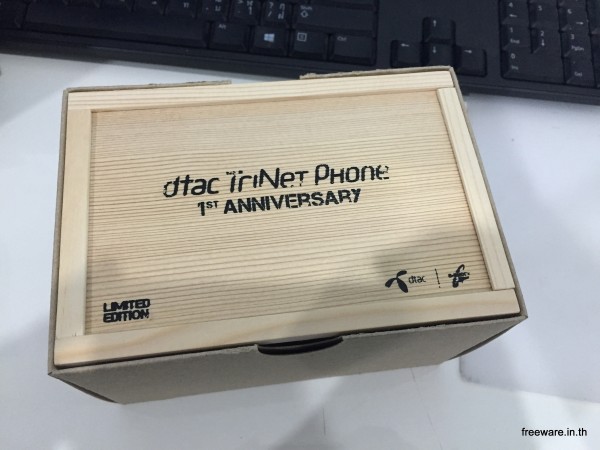 dtac TriNet Phone
1ST ANNIVERSARY
LIMITED
EDITION
dtac
freeware.in.th